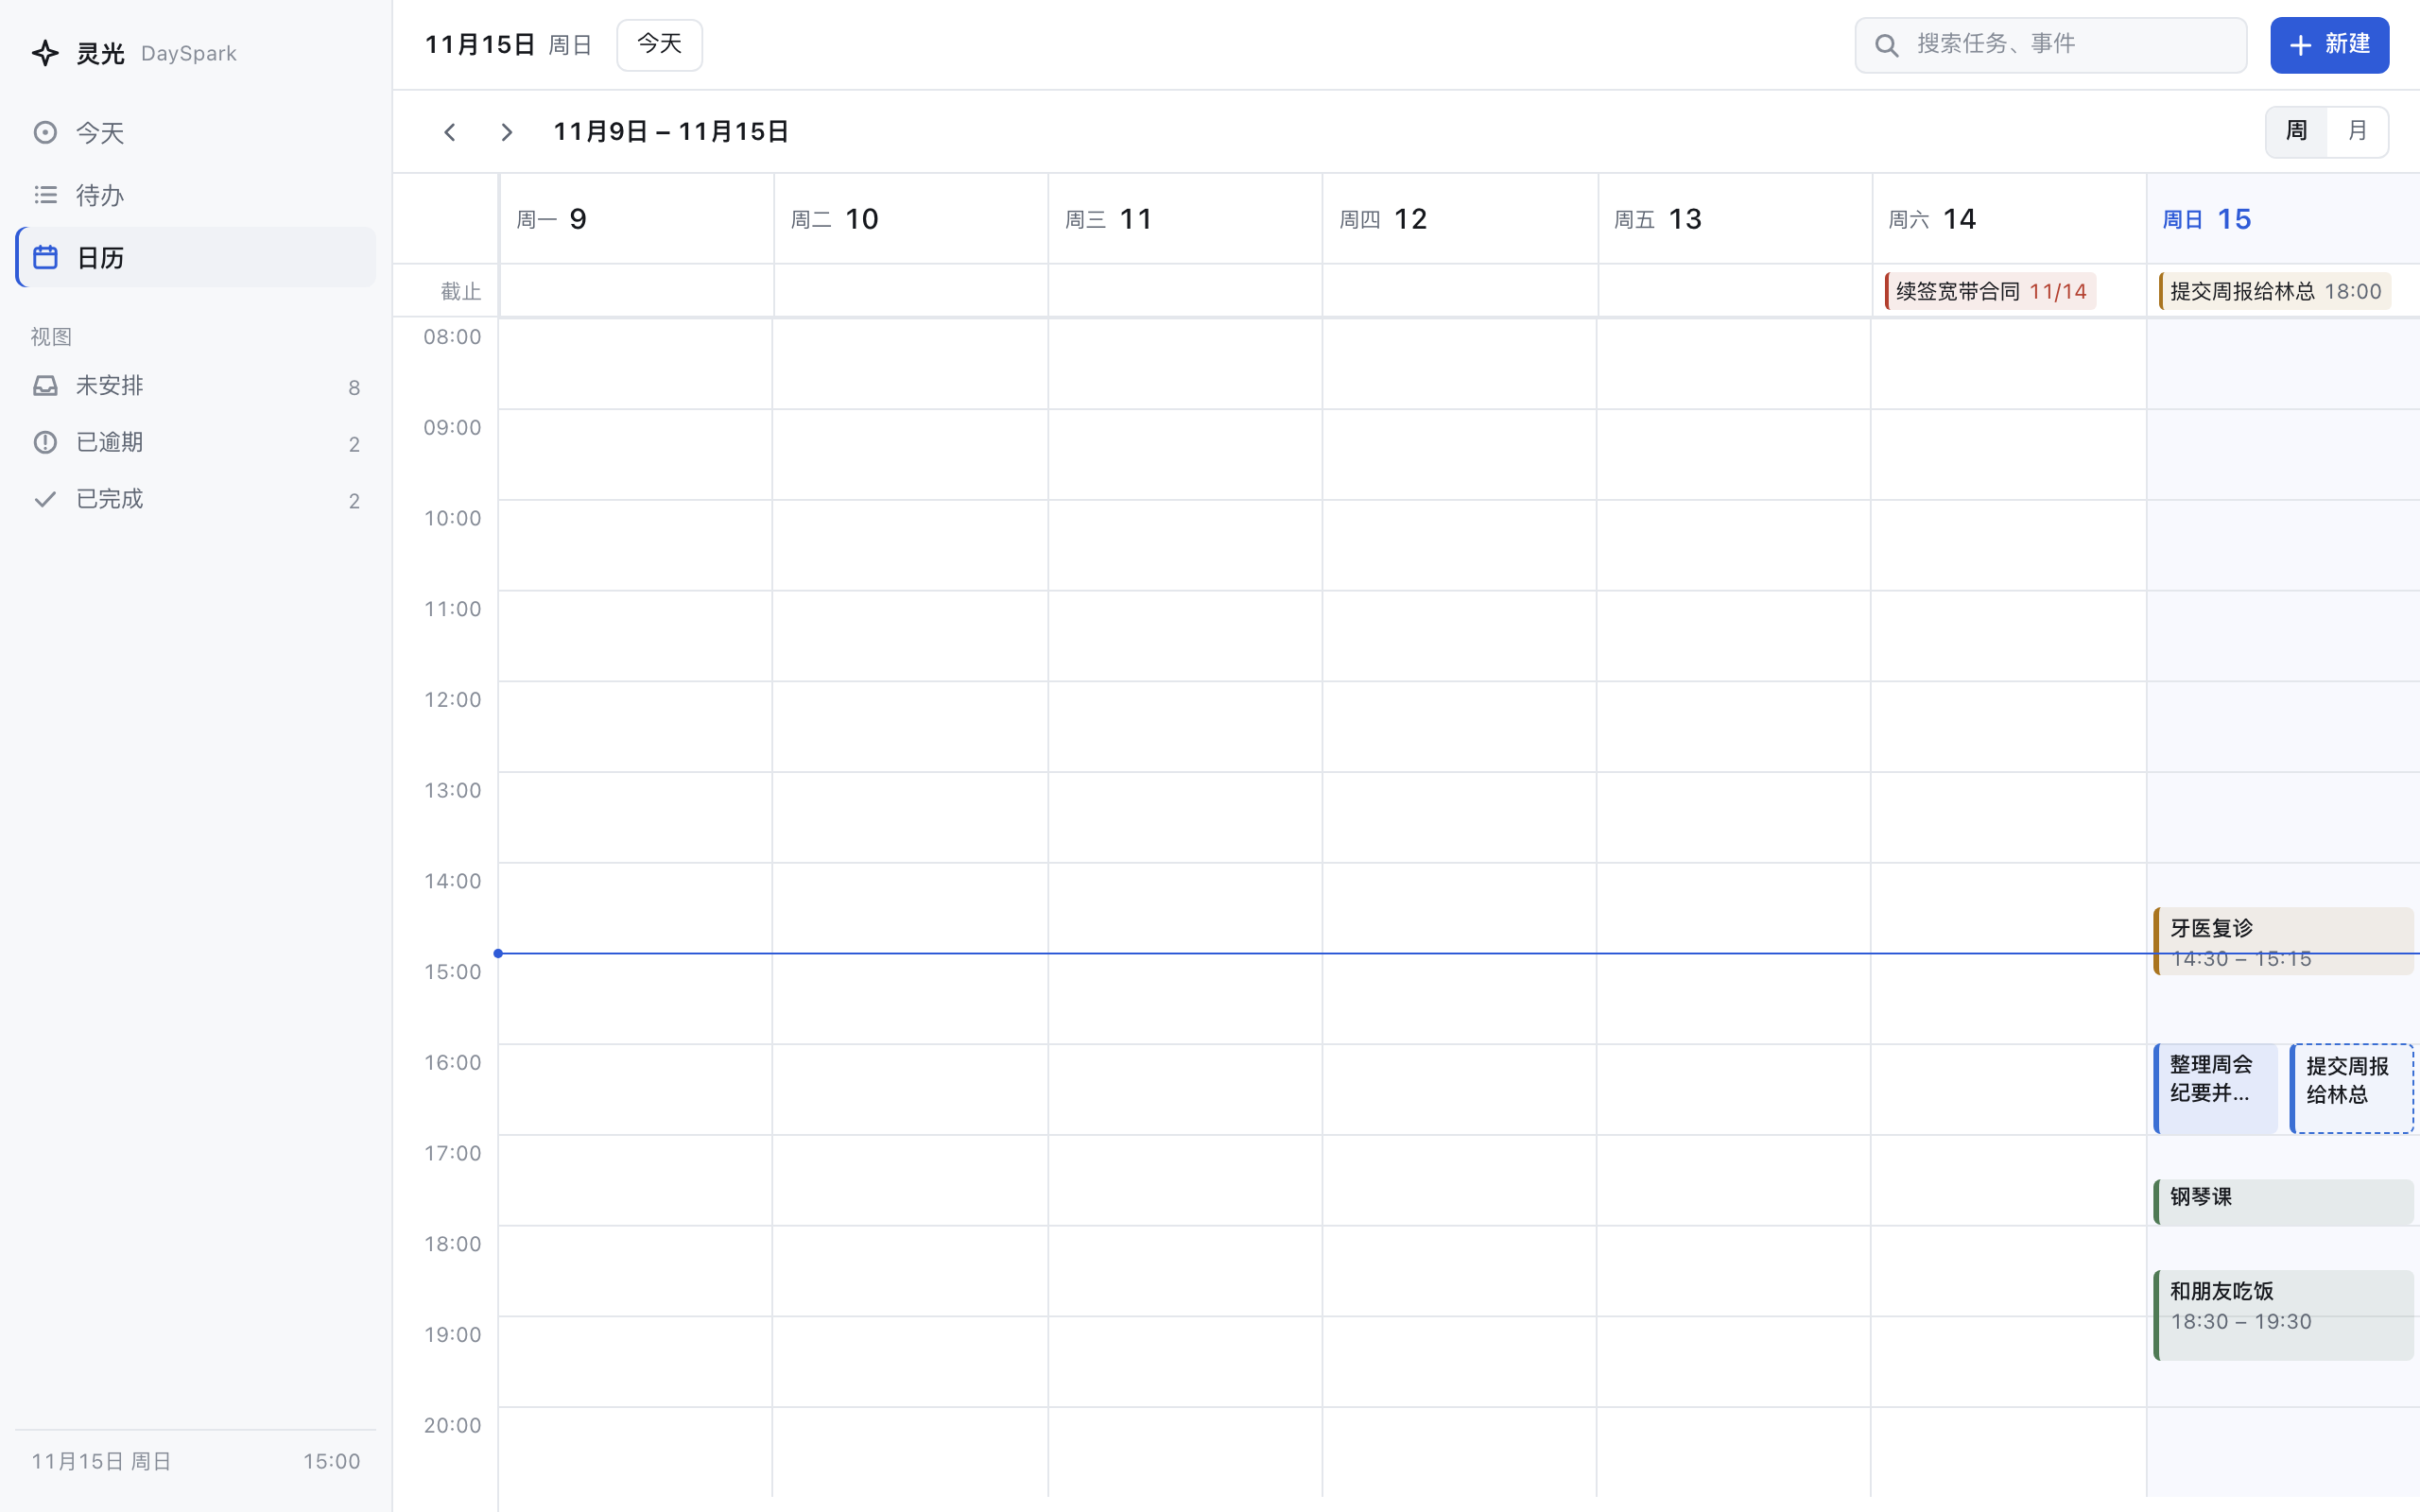 灵光 DaySpark
今天
待办
日历
视图
未安排 8
已逾期 2
已完成 2
11月15日 周日 15:00
11月15日 周日 今天
搜索任务、事件
新建
11月9日 – 11月15日
周 月
周一 9 周二 10 周三 11 周四 12 周五 13 周六 14 周日 15
截止
续签宽带合同 11/14
提交周报给林总 18:00
08:00
09:00
10:00
11:00
12:00
13:00
14:00
牙医复诊
14:30 – 15:15
15:00
16:00
整理周会
纪要并...
提交周报
给林总
17:00
钢琴课
18:00
和朋友吃饭
18:30 – 19:30
19:00
20:00